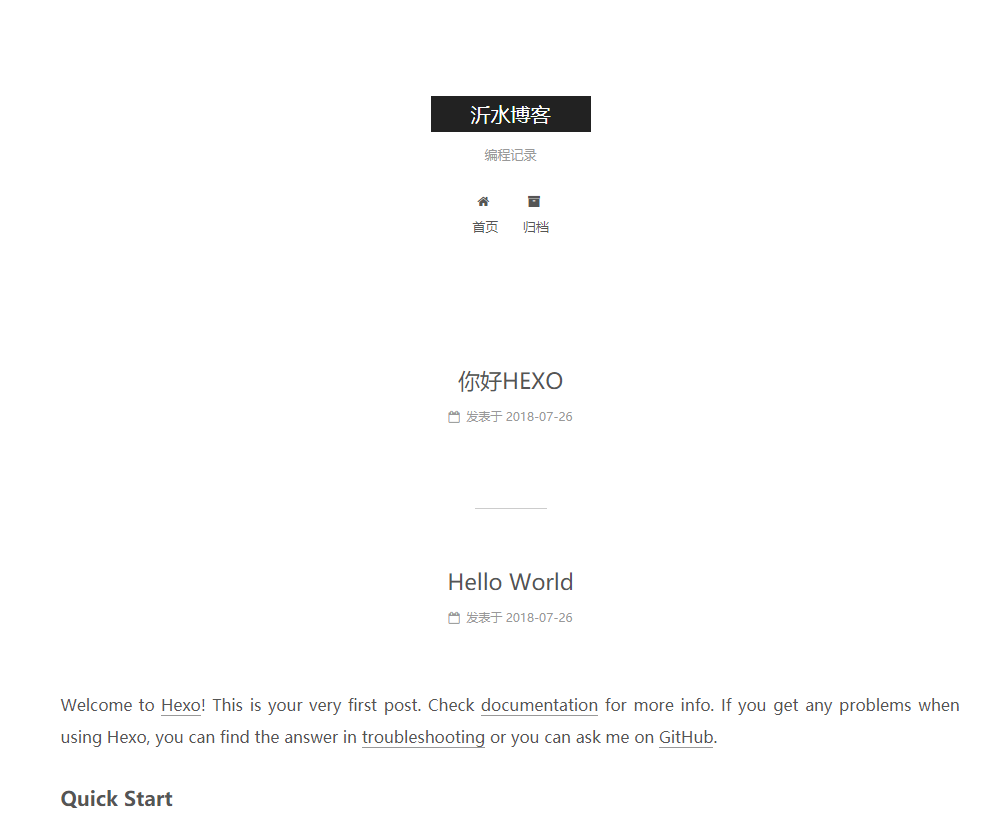 沂水博客
编程记录
首页 归档
你好HEXO
发表于 2018-07-26
Hello World
发表于 2018-07-26
Welcome to Hexo! This is your very first post. Check documentation for more info. If you get any problems when
using Hexo, you can find the answer in troubleshooting or you can ask me on GitHub.
Quick Start